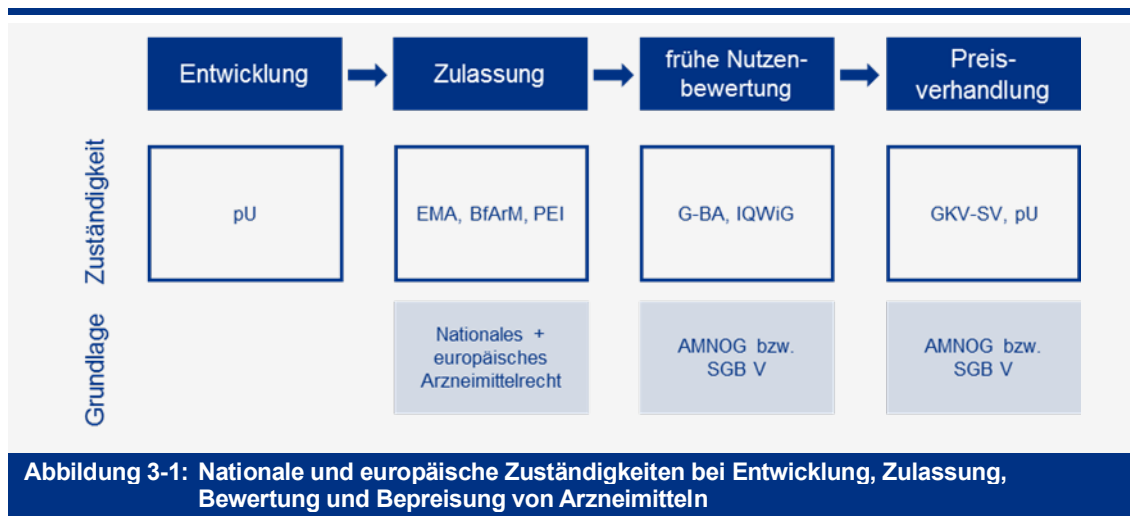 Entwicklung
Zulassung
frühe Nutzen-
bewertung
Preis-
verhandlung
Zuständigkeit
pU
EMA, BfArM, PEI
G-BA, IQWiG
GKV-SV, pU
Grundlage
Nationales +
europäisches
Arzneimittelrecht
AMNOG bzw.
SGB V
AMNOG bzw.
SGB V
Abbildung 3-1: Nationale und europäische Zuständigkeiten bei Entwicklung, Zulassung,
Bewertung und Bepreisung von Arzneimitteln